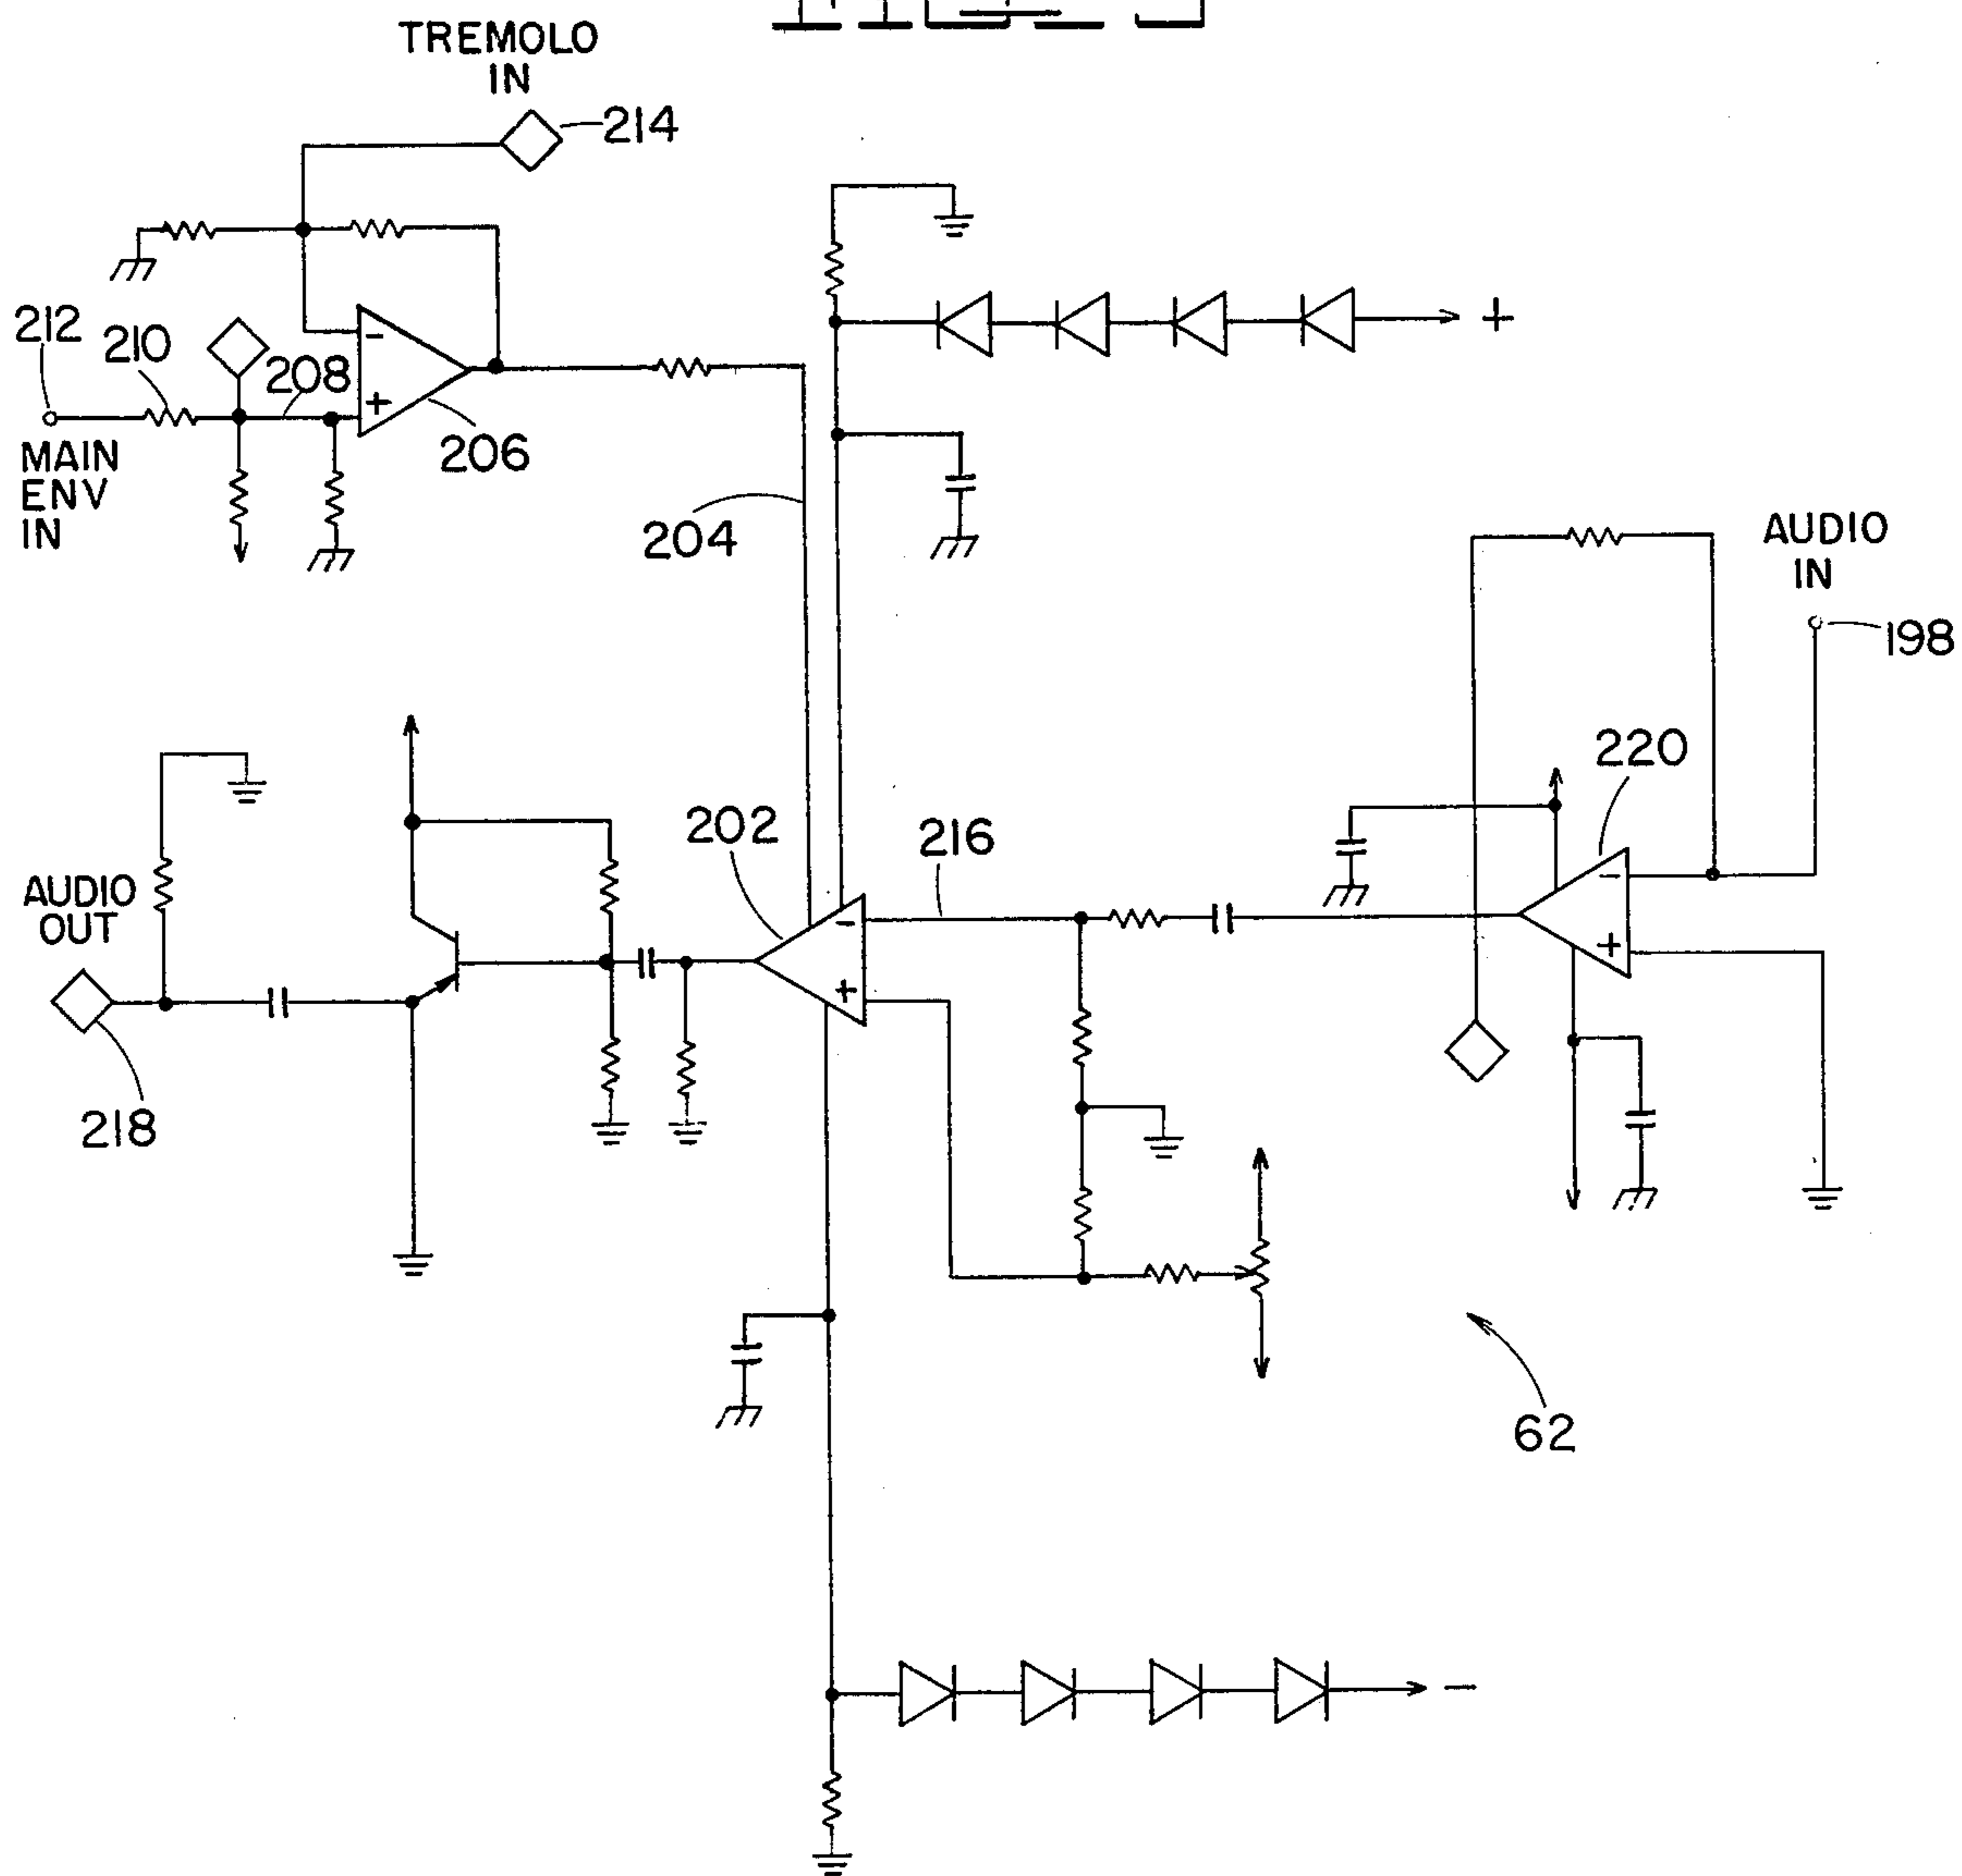 TREMOLO
IN
214
212
210
208
-
+
206
MAIN
ENV
IN
+
204
AUDIO
IN
198
220
202
216
-
+
-
+
AUDIO
OUT
218
62
-